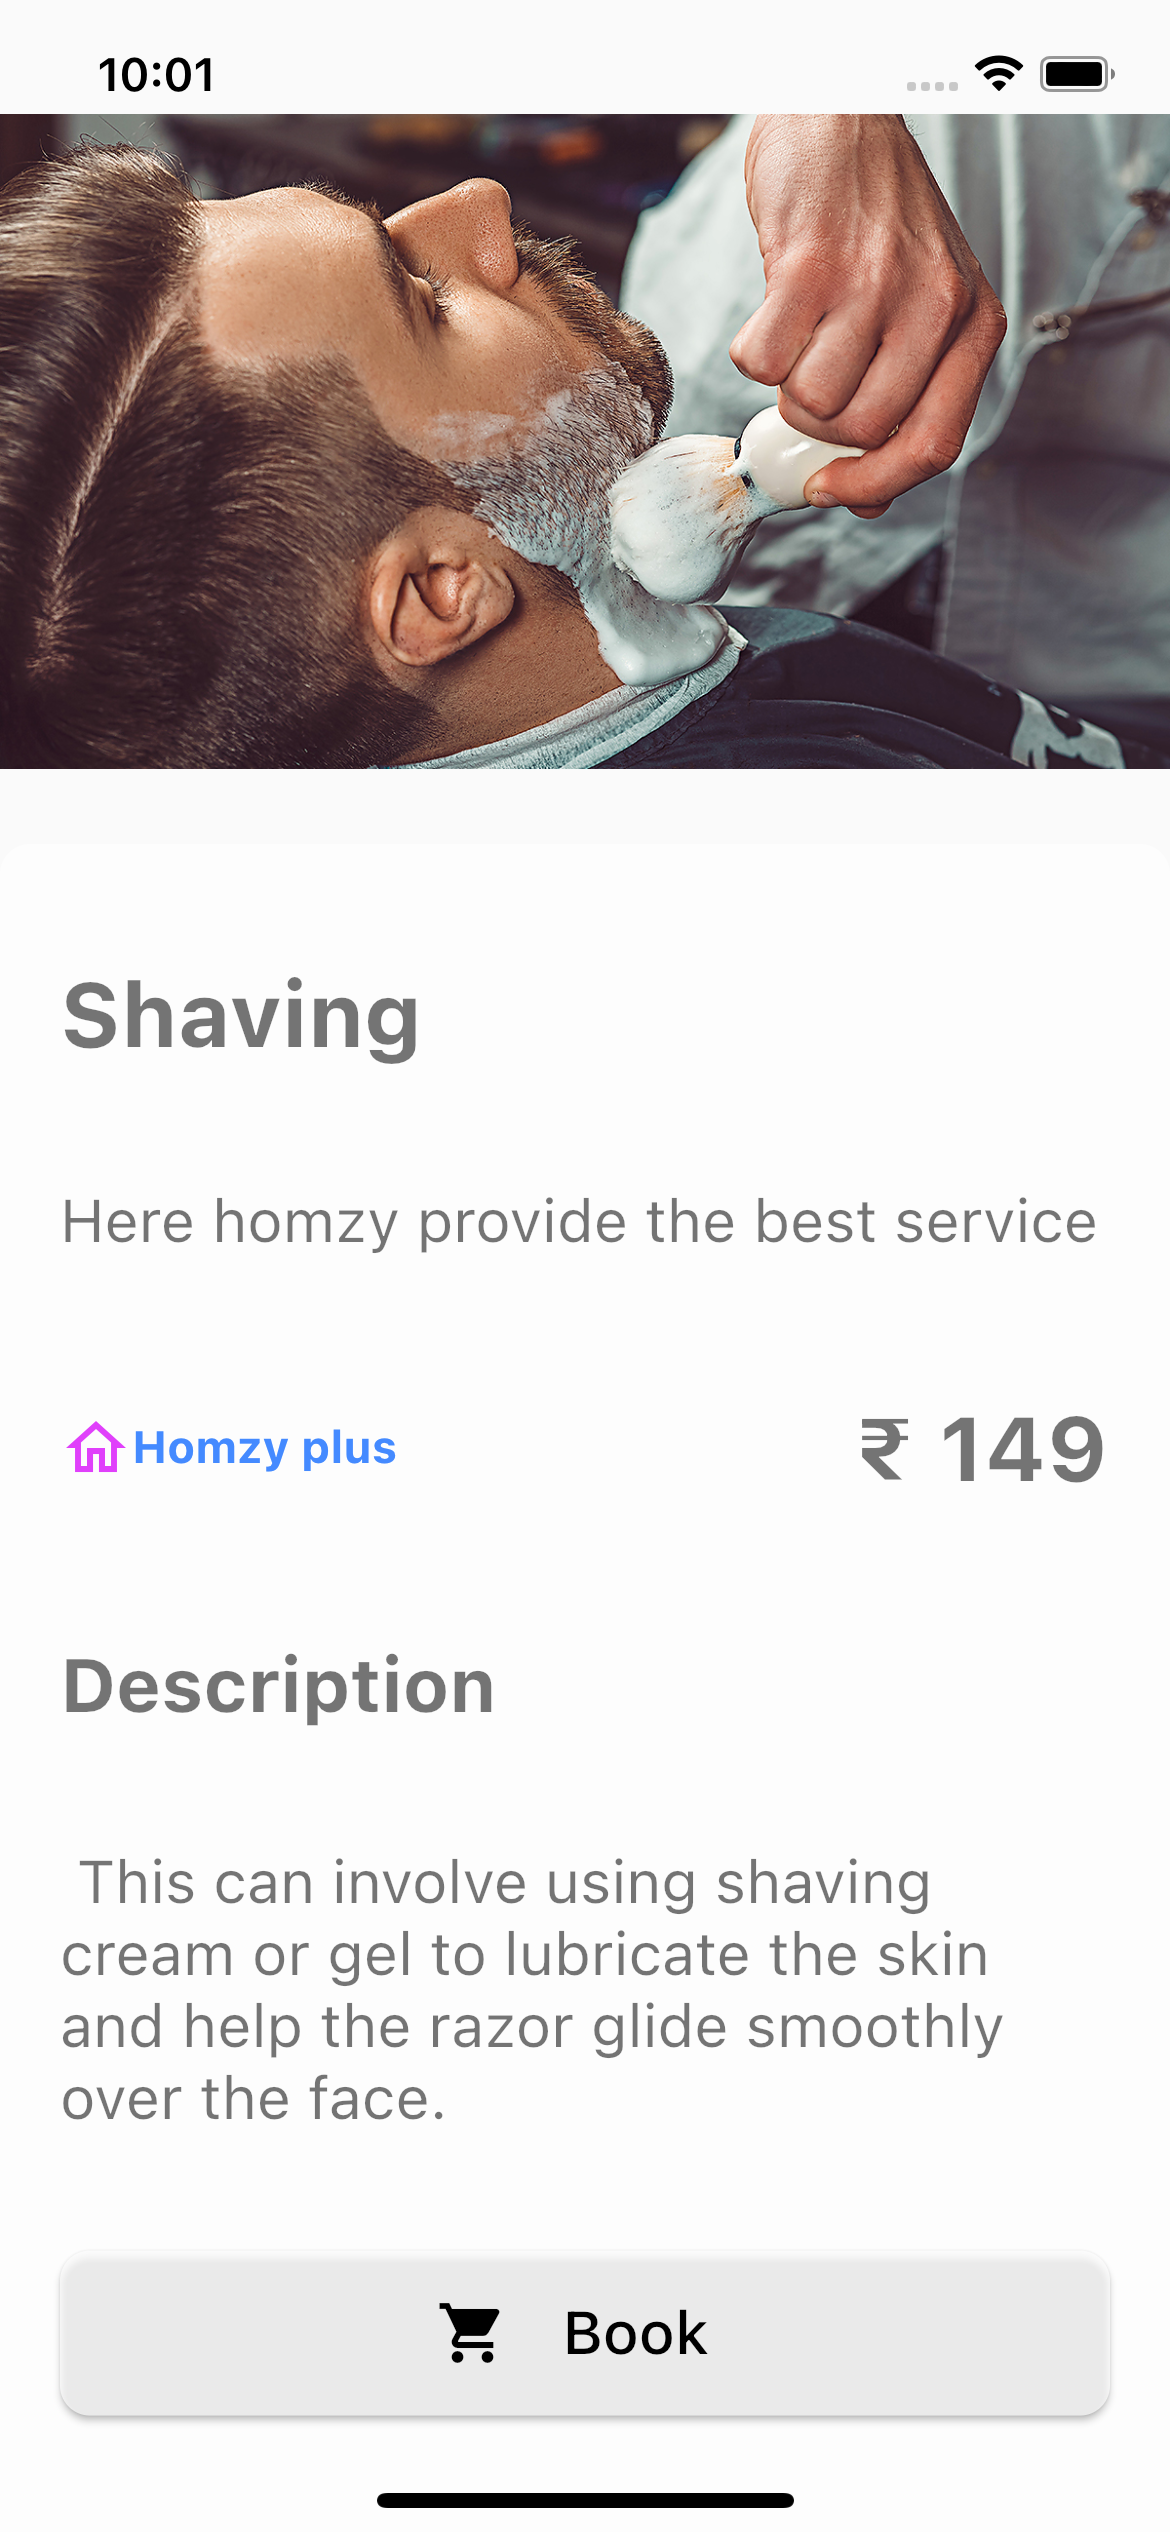 10:01
Shaving
Here homzy provide the best service
Homzy plus
₹ 149
Description
This can involve using shaving
cream or gel to lubricate the skin
and help the razor glide smoothly
over the face.
Book